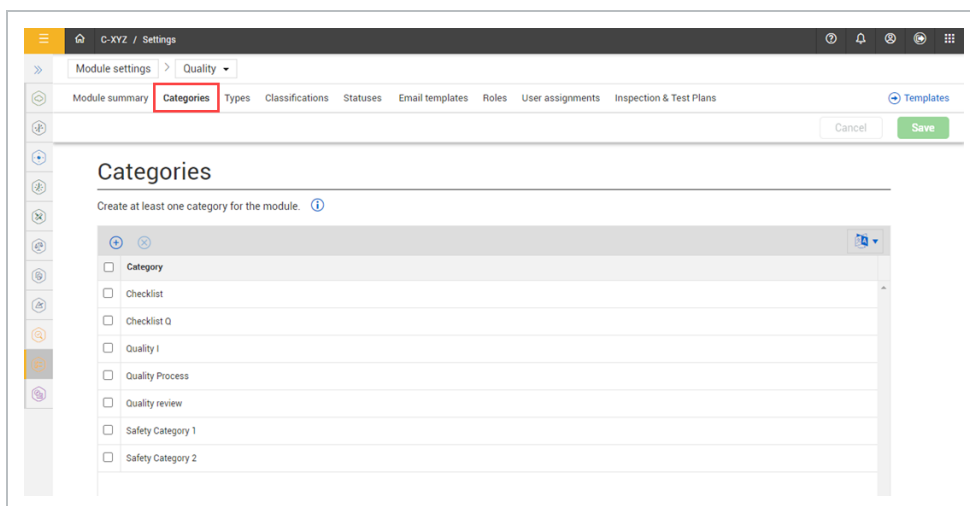 C-XYZ / Settings
Module settings > Quality
Module summary Categories Types Classifications Statuses Email templates Roles User assignments Inspection & Test Plans Templates
Cancel Save
Categories
Create at least one category for the module.
Category
Checklist
Checklist Q
Quality I
Quality Process
Quality review
Safety Category 1
Safety Category 2